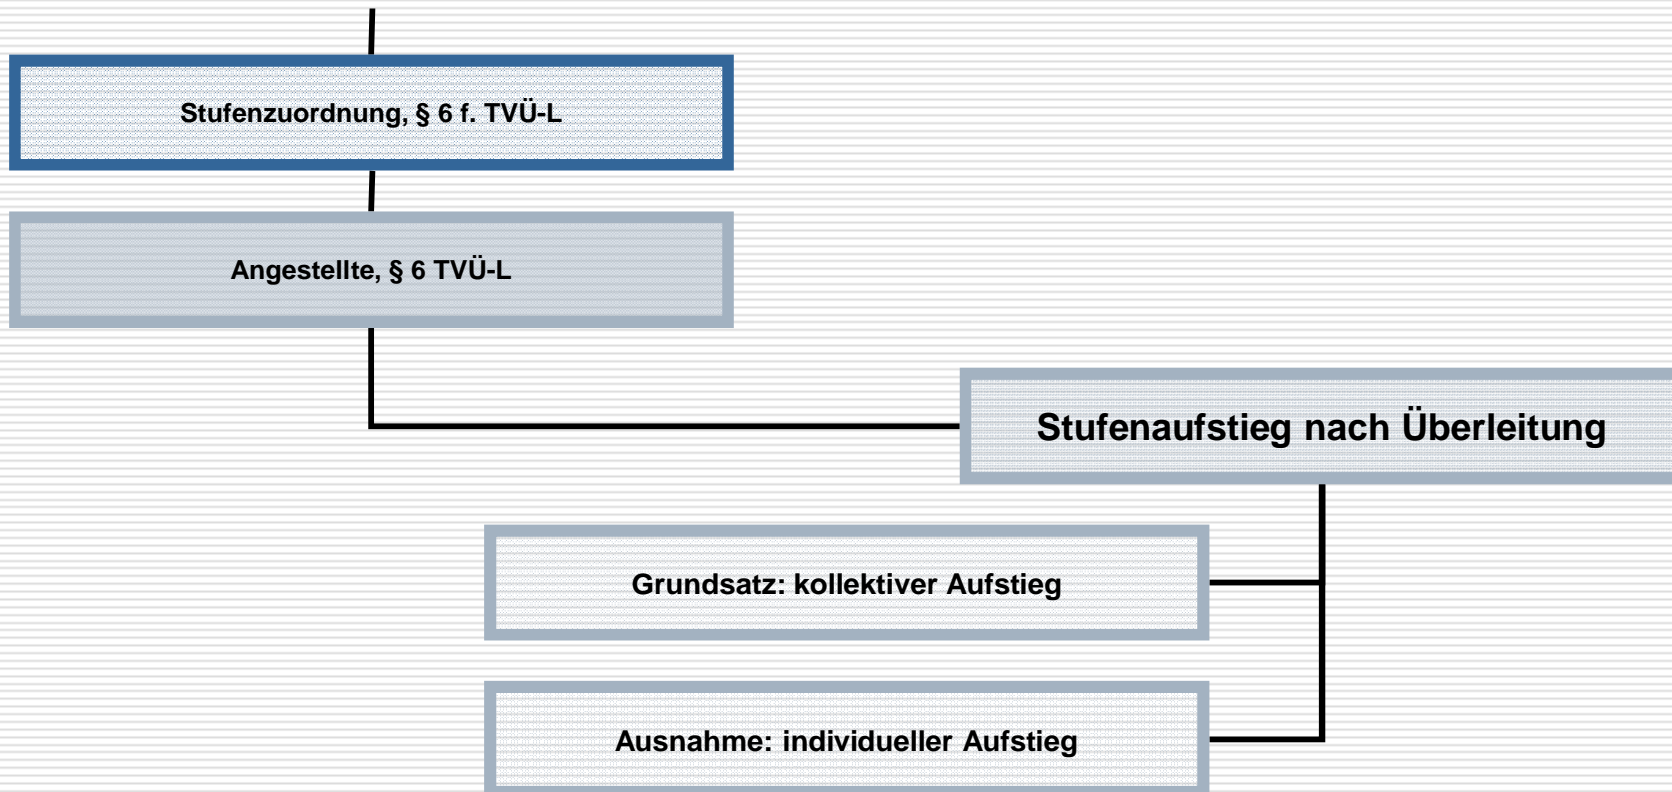 Stufenzuordnung, § 6 f. TVÜ-L
Angestellte, § 6 TVÜ-L
Stufenaufstieg nach Überleitung
Grundsatz: kollektiver Aufstieg
Ausnahme: individueller Aufstieg